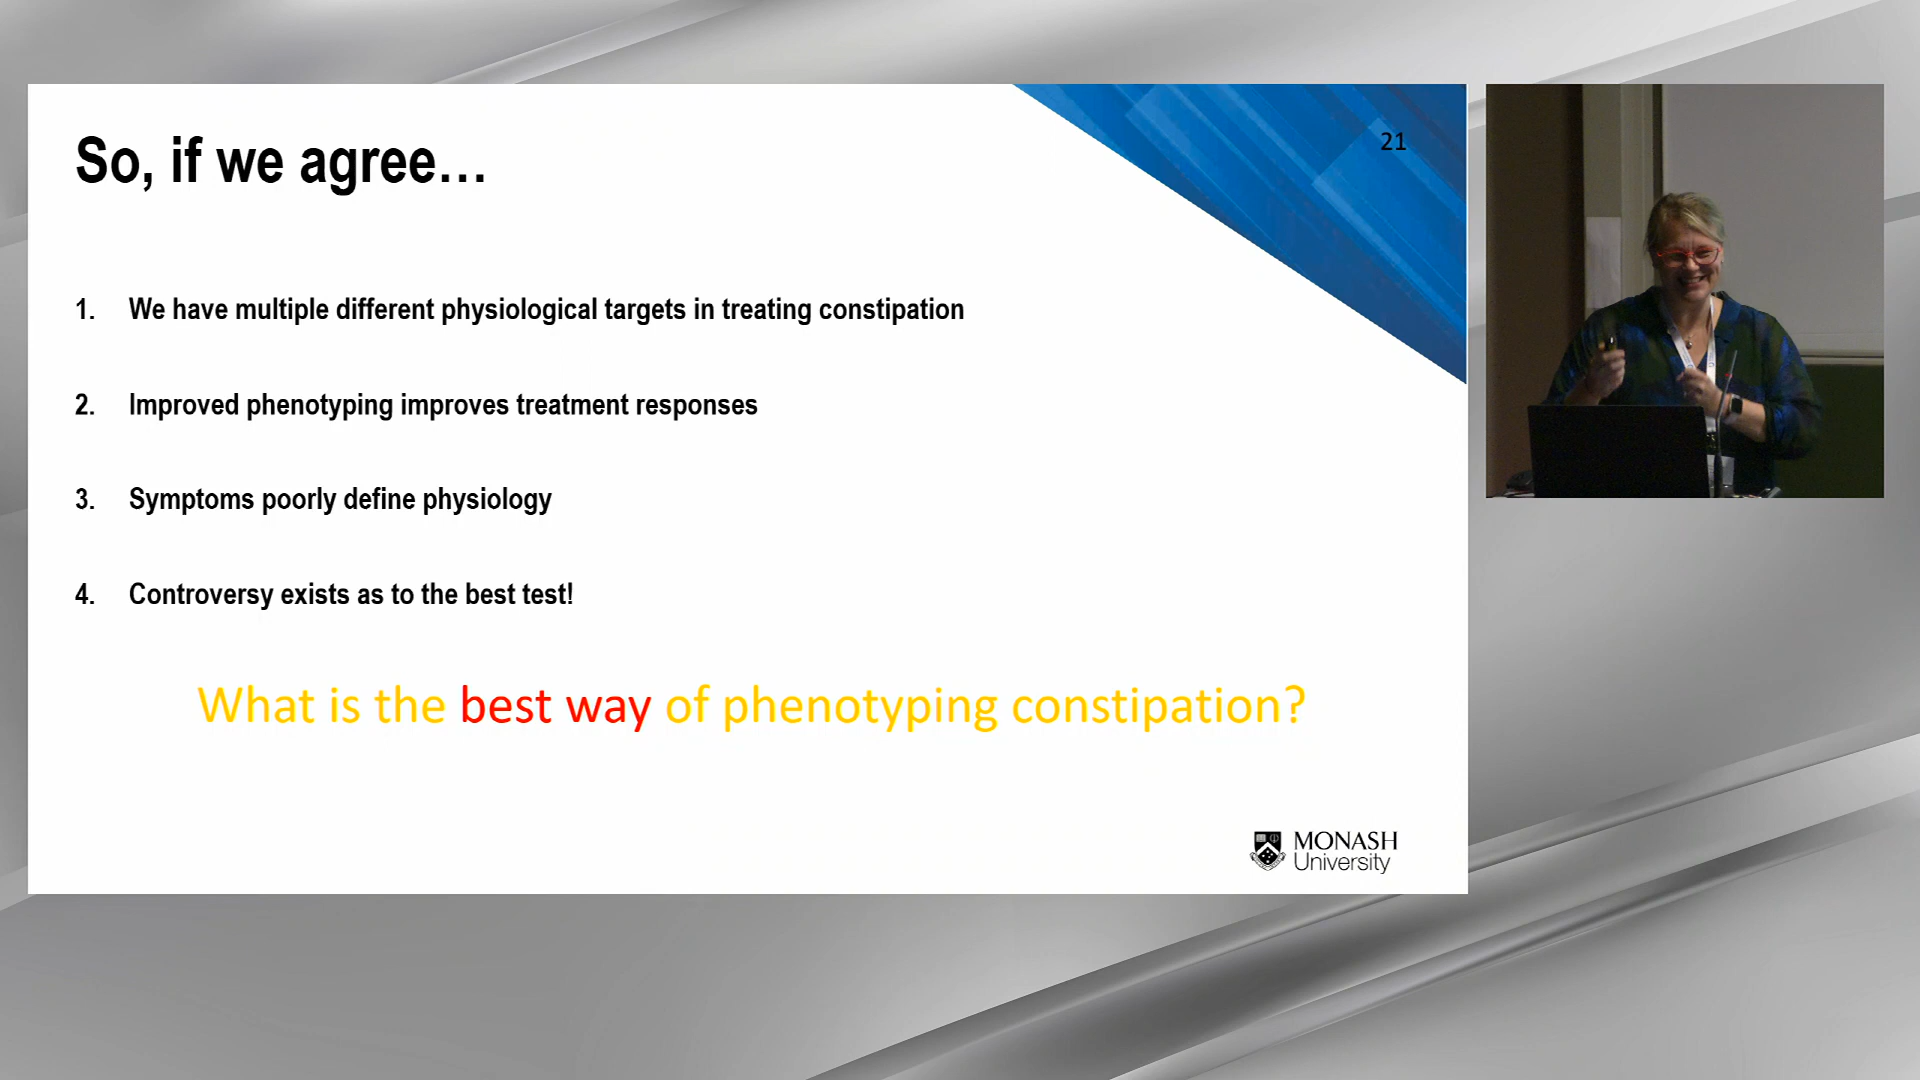 So, if we agree…
21
1. We have multiple different physiological targets in treating constipation
2. Improved phenotyping improves treatment responses
3. Symptoms poorly define physiology
4. Controversy exists as to the best test!
What is the best way of phenotyping constipation?
MONASH
University